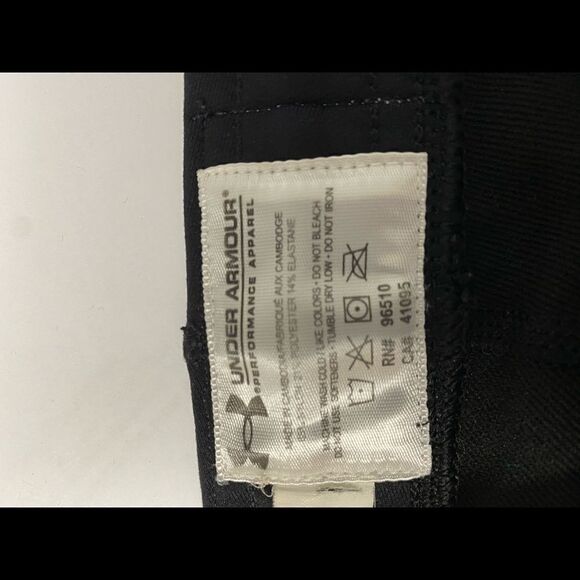 UNDER ARMOUR®
PERFORMANCE APPAREL
MADE IN CAMBODIA/FABRIQUÉ AUX CAMBODGE
POLYESTER 14% ELASTANE
MACHINE WASH COLD LIKE COLORS · DO NOT BLEACH
DO NOT USE SOFTENERS · TUMBLE DRY LOW · DO NOT IRON
RN# 96510
CA# 41095